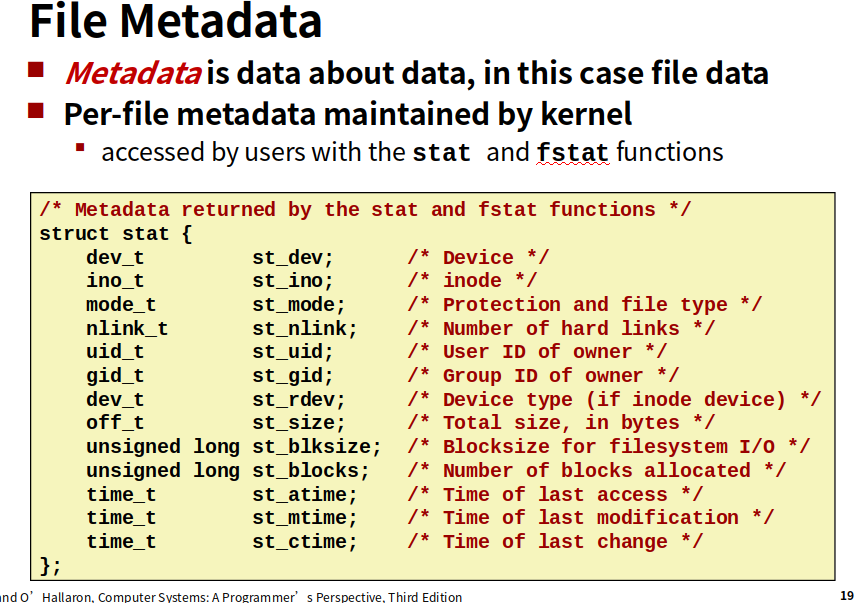 File Metadata
Metadata is data about data, in this case file data
Per-file metadata maintained by kernel
accessed by users with the stat and fstat functions
/* Metadata returned by the stat and fstat functions */
struct stat {
dev_t st_dev; /* Device */
ino_t st_ino; /* inode */
mode_t st_mode; /* Protection and file type */
nlink_t st_nlink; /* Number of hard links */
uid_t st_uid; /* User ID of owner */
gid_t st_gid; /* Group ID of owner */
dev_t st_rdev; /* Device type (if inode device) */
off_t st_size; /* Total size, in bytes */
unsigned long st_blksize; /* Blocksize for filesystem I/O */
unsigned long st_blocks; /* Number of blocks allocated */
time_t st_atime; /* Time of last access */
time_t st_mtime; /* Time of last modification */
time_t st_ctime; /* Time of last change */
};
and O’Hallaron, Computer Systems: A Programmer’s Perspective, Third Edition 19